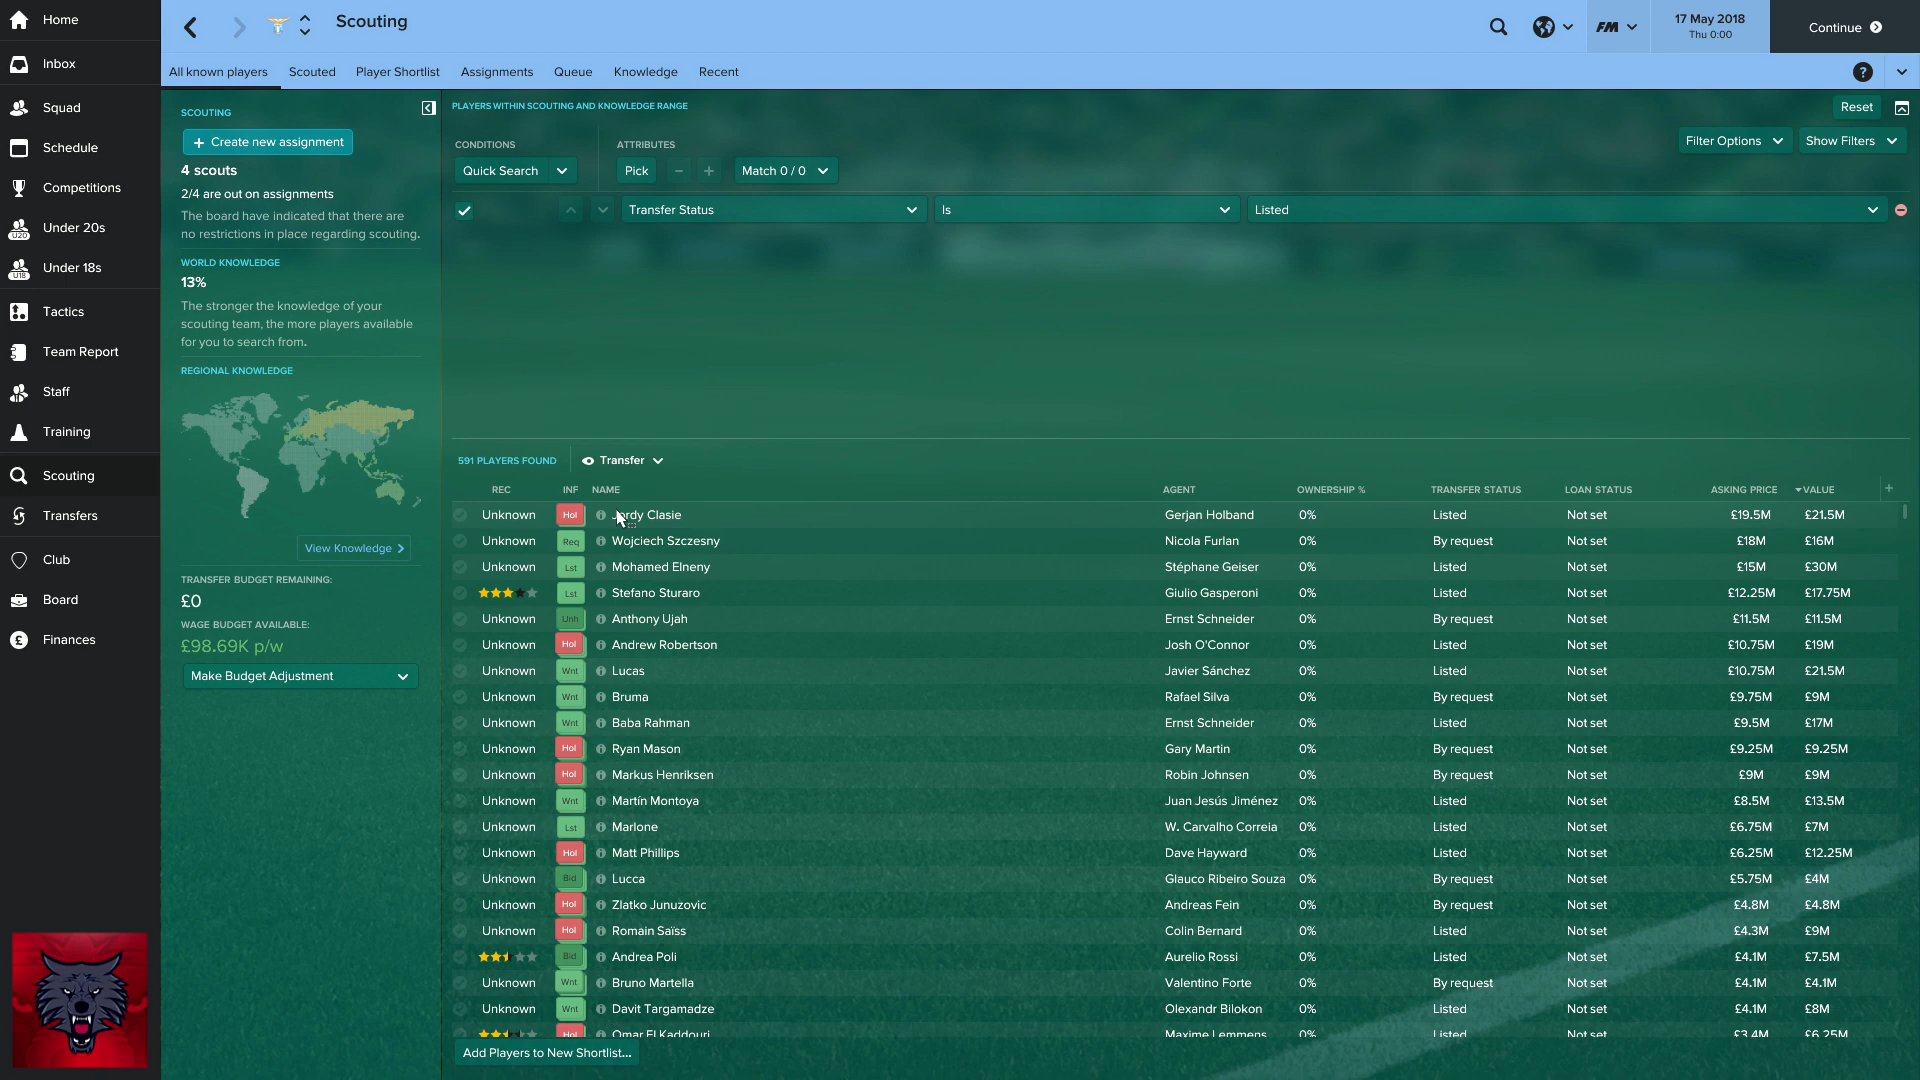 Home
Inbox
Squad
Schedule
Competitions
U20
Under 20s
U18
Under 18s
Tactics
Team Report
Staff
Training
Scouting
Transfers
Club
Board
Finances
Scouting
FM
17 May 2018
Thu 0:00
Continue
All known players Scouted Player Shortlist Assignments Queue Knowledge Recent
?
SCOUTING
+ Create new assignment
4 scouts
2/4 are out on assignments
The board have indicated that there are
no restrictions in place regarding scouting.
WORLD KNOWLEDGE
13%
The stronger the knowledge of your
scouting team, the more players available
for you to search from.
REGIONAL KNOWLEDGE
View Knowledge
TRANSFER BUDGET REMAINING:
£0
WAGE BUDGET AVAILABLE:
£98.69K p/w
Make Budget Adjustment
PLAYERS WITHIN SCOUTING AND KNOWLEDGE RANGE
Reset
CONDITIONS ATTRIBUTES
Filter Options Show Filters
Quick Search Pick − + Match 0 / 0
Transfer Status Is Listed
591 PLAYERS FOUND Transfer
REC INF NAME AGENT OWNERSHIP % TRANSFER STATUS LOAN STATUS ASKING PRICE VALUE +
Unknown Hol Jordy Clasie Gerjan Holband 0% Listed Not set £19.5M £21.5M
Unknown Req Wojciech Szczesny Nicola Furlan 0% By request Not set £18M £16M
Unknown Lst Mohamed Elneny Stéphane Geiser 0% Listed Not set £15M £30M
Lst Stefano Sturaro Giulio Gasperoni 0% Listed Not set £12.25M £17.75M
Unknown Unh Anthony Ujah Ernst Schneider 0% By request Not set £11.5M £11.5M
Unknown Hol Andrew Robertson Josh O'Connor 0% Listed Not set £10.75M £19M
Unknown Wnt Lucas Javier Sánchez 0% Listed Not set £10.75M £21.5M
Unknown Wnt Bruma Rafael Silva 0% By request Not set £9.75M £9M
Unknown Wnt Baba Rahman Ernst Schneider 0% Listed Not set £9.5M £17M
Unknown Hol Ryan Mason Gary Martin 0% By request Not set £9.25M £9.25M
Unknown Hol Markus Henriksen Robin Johnsen 0% By request Not set £9M £9M
Unknown Wnt Martín Montoya Juan Jesús Jiménez 0% Listed Not set £8.5M £13.5M
Unknown Lst Marlone W. Carvalho Correia 0% Listed Not set £6.75M £7M
Unknown Hol Matt Phillips Dave Hayward 0% Listed Not set £6.25M £12.25M
Unknown Bid Lucca Glauco Ribeiro Souza 0% By request Not set £5.75M £4M
Unknown Hol Zlatko Junuzovic Andreas Fein 0% By request Not set £4.8M £4.8M
Unknown Hol Romain Saïss Colin Bernard 0% Listed Not set £4.3M £9M
Bid Andrea Poli Aurelio Rossi 0% Listed Not set £4.1M £7.5M
Unknown Wnt Bruno Martella Valentino Forte 0% By request Not set £4.1M £4.1M
Unknown Wnt Davit Targamadze Olexandr Bilokon 0% Listed Not set £4.1M £8M
Hol Omar El Kaddouri Maxime Lemmens 0% Listed Not set £3.4M £6.25M
Add Players to New Shortlist...